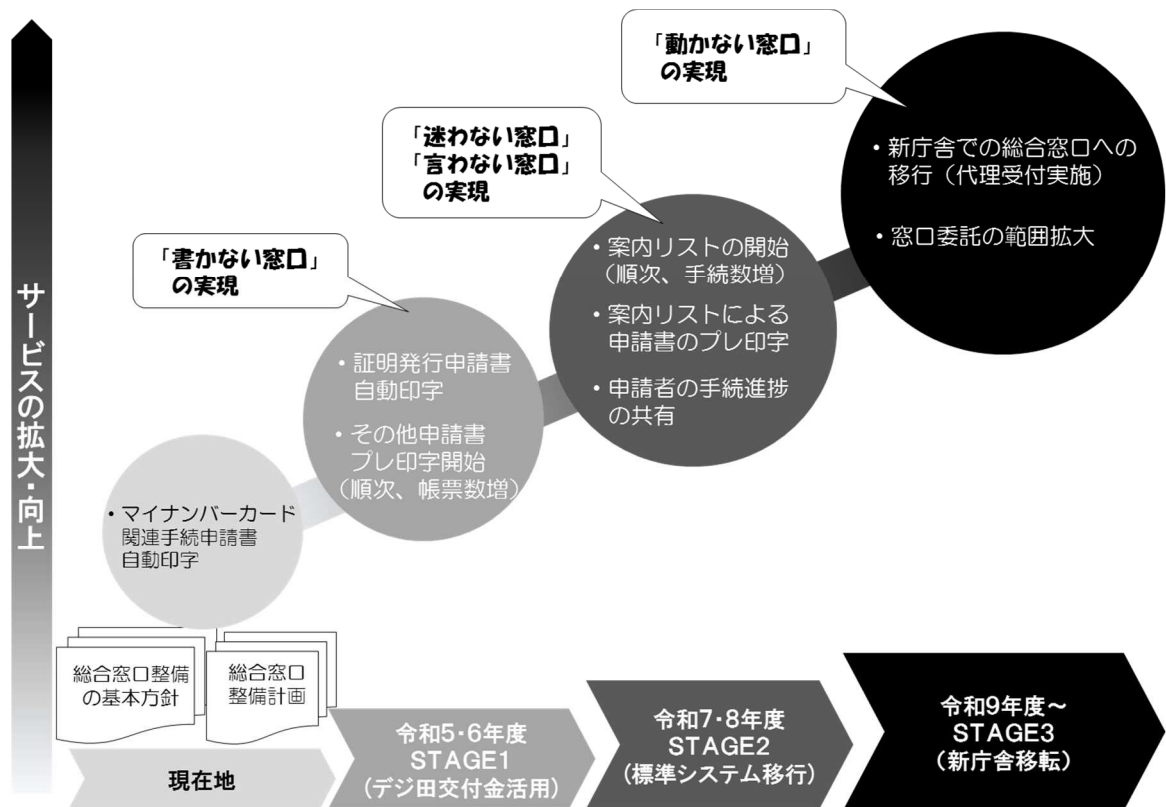 サービスの拡大・向上
「動かない窓口」
の実現
・新庁舎での総合窓口への
移行（代理受付実施）
・窓口委託の範囲拡大
「迷わない窓口」
「言わない窓口」
の実現
・案内リストの開始
（順次、手続数増）
・案内リストによる
申請書のプレ印字
・申請者の手続進捗
の共有
「書かない窓口」
の実現
・証明発行申請書
自動印字
・その他申請書
プレ印字開始
（順次、帳票数増）
・マイナンバーカード
関連手続申請書
自動印字
総合窓口整備
の基本方針
総合窓口
整備計画
現在地
令和5・6年度
STAGE1
（デジ田交付金活用）
令和7・8年度
STAGE2
（標準システム移行）
令和9年度～
STAGE3
（新庁舎移転）